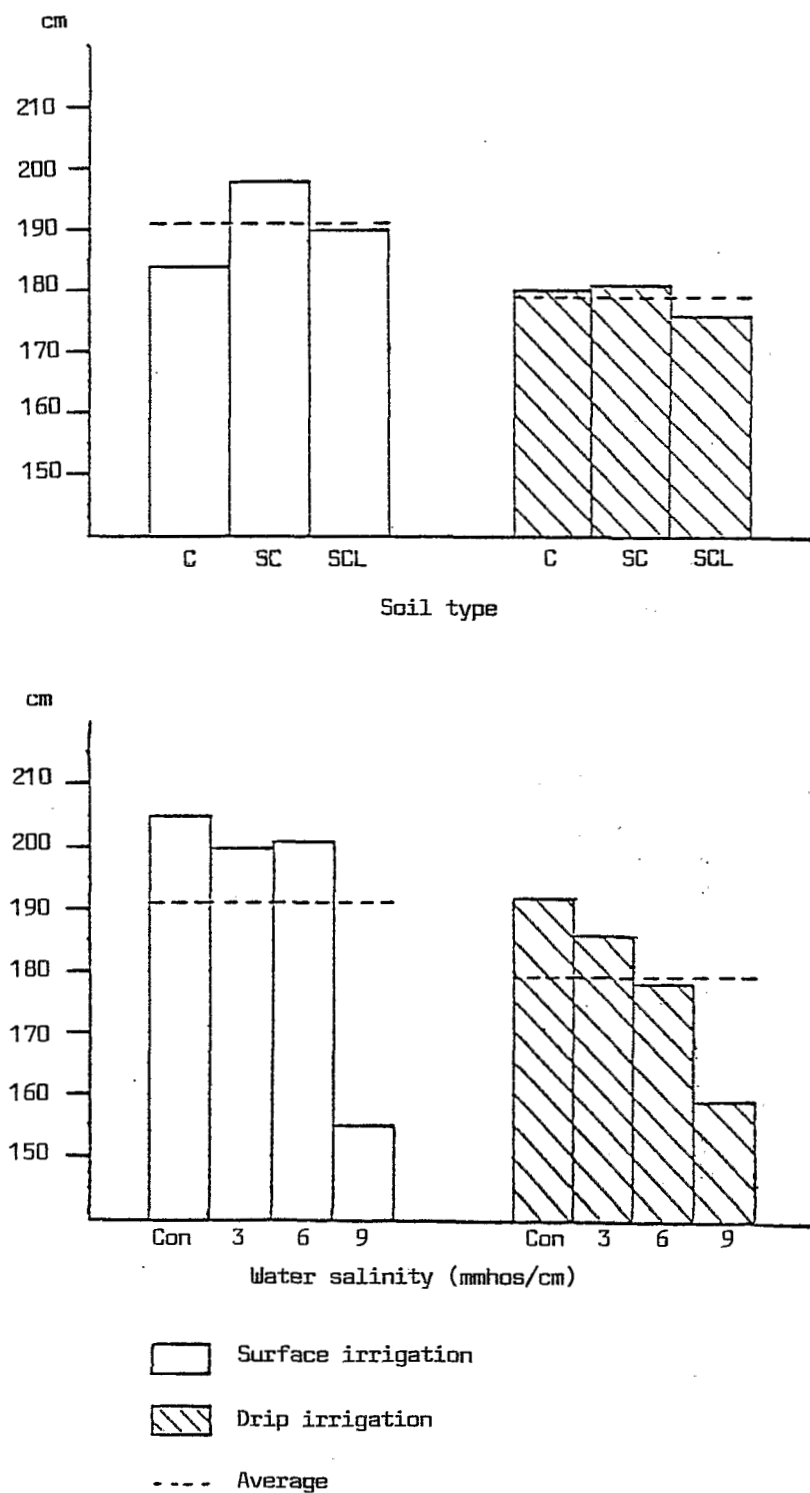 cm
210
200
190
180
170
160
150
C SC SCL C SC SCL
Soil type
cm
210
200
190
180
170
160
150
Con 3 6 9 Con 3 6 9
Water salinity (mmhos/cm)
Surface irrigation
Drip irrigation
Average